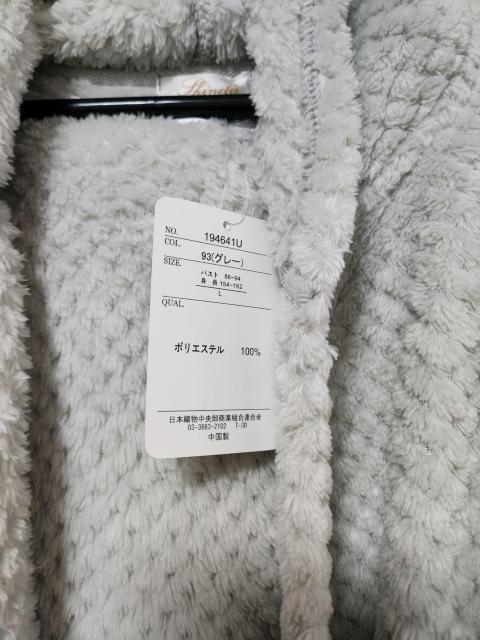 NO. 194641U
COL. 93(グレー)
SIZE. バスト 86~94
身 長 154~162
L
QUAL.
ポリエステル 100%
日本織物中央卸商業組合連合会
03-3663-2102 T-30
中国製